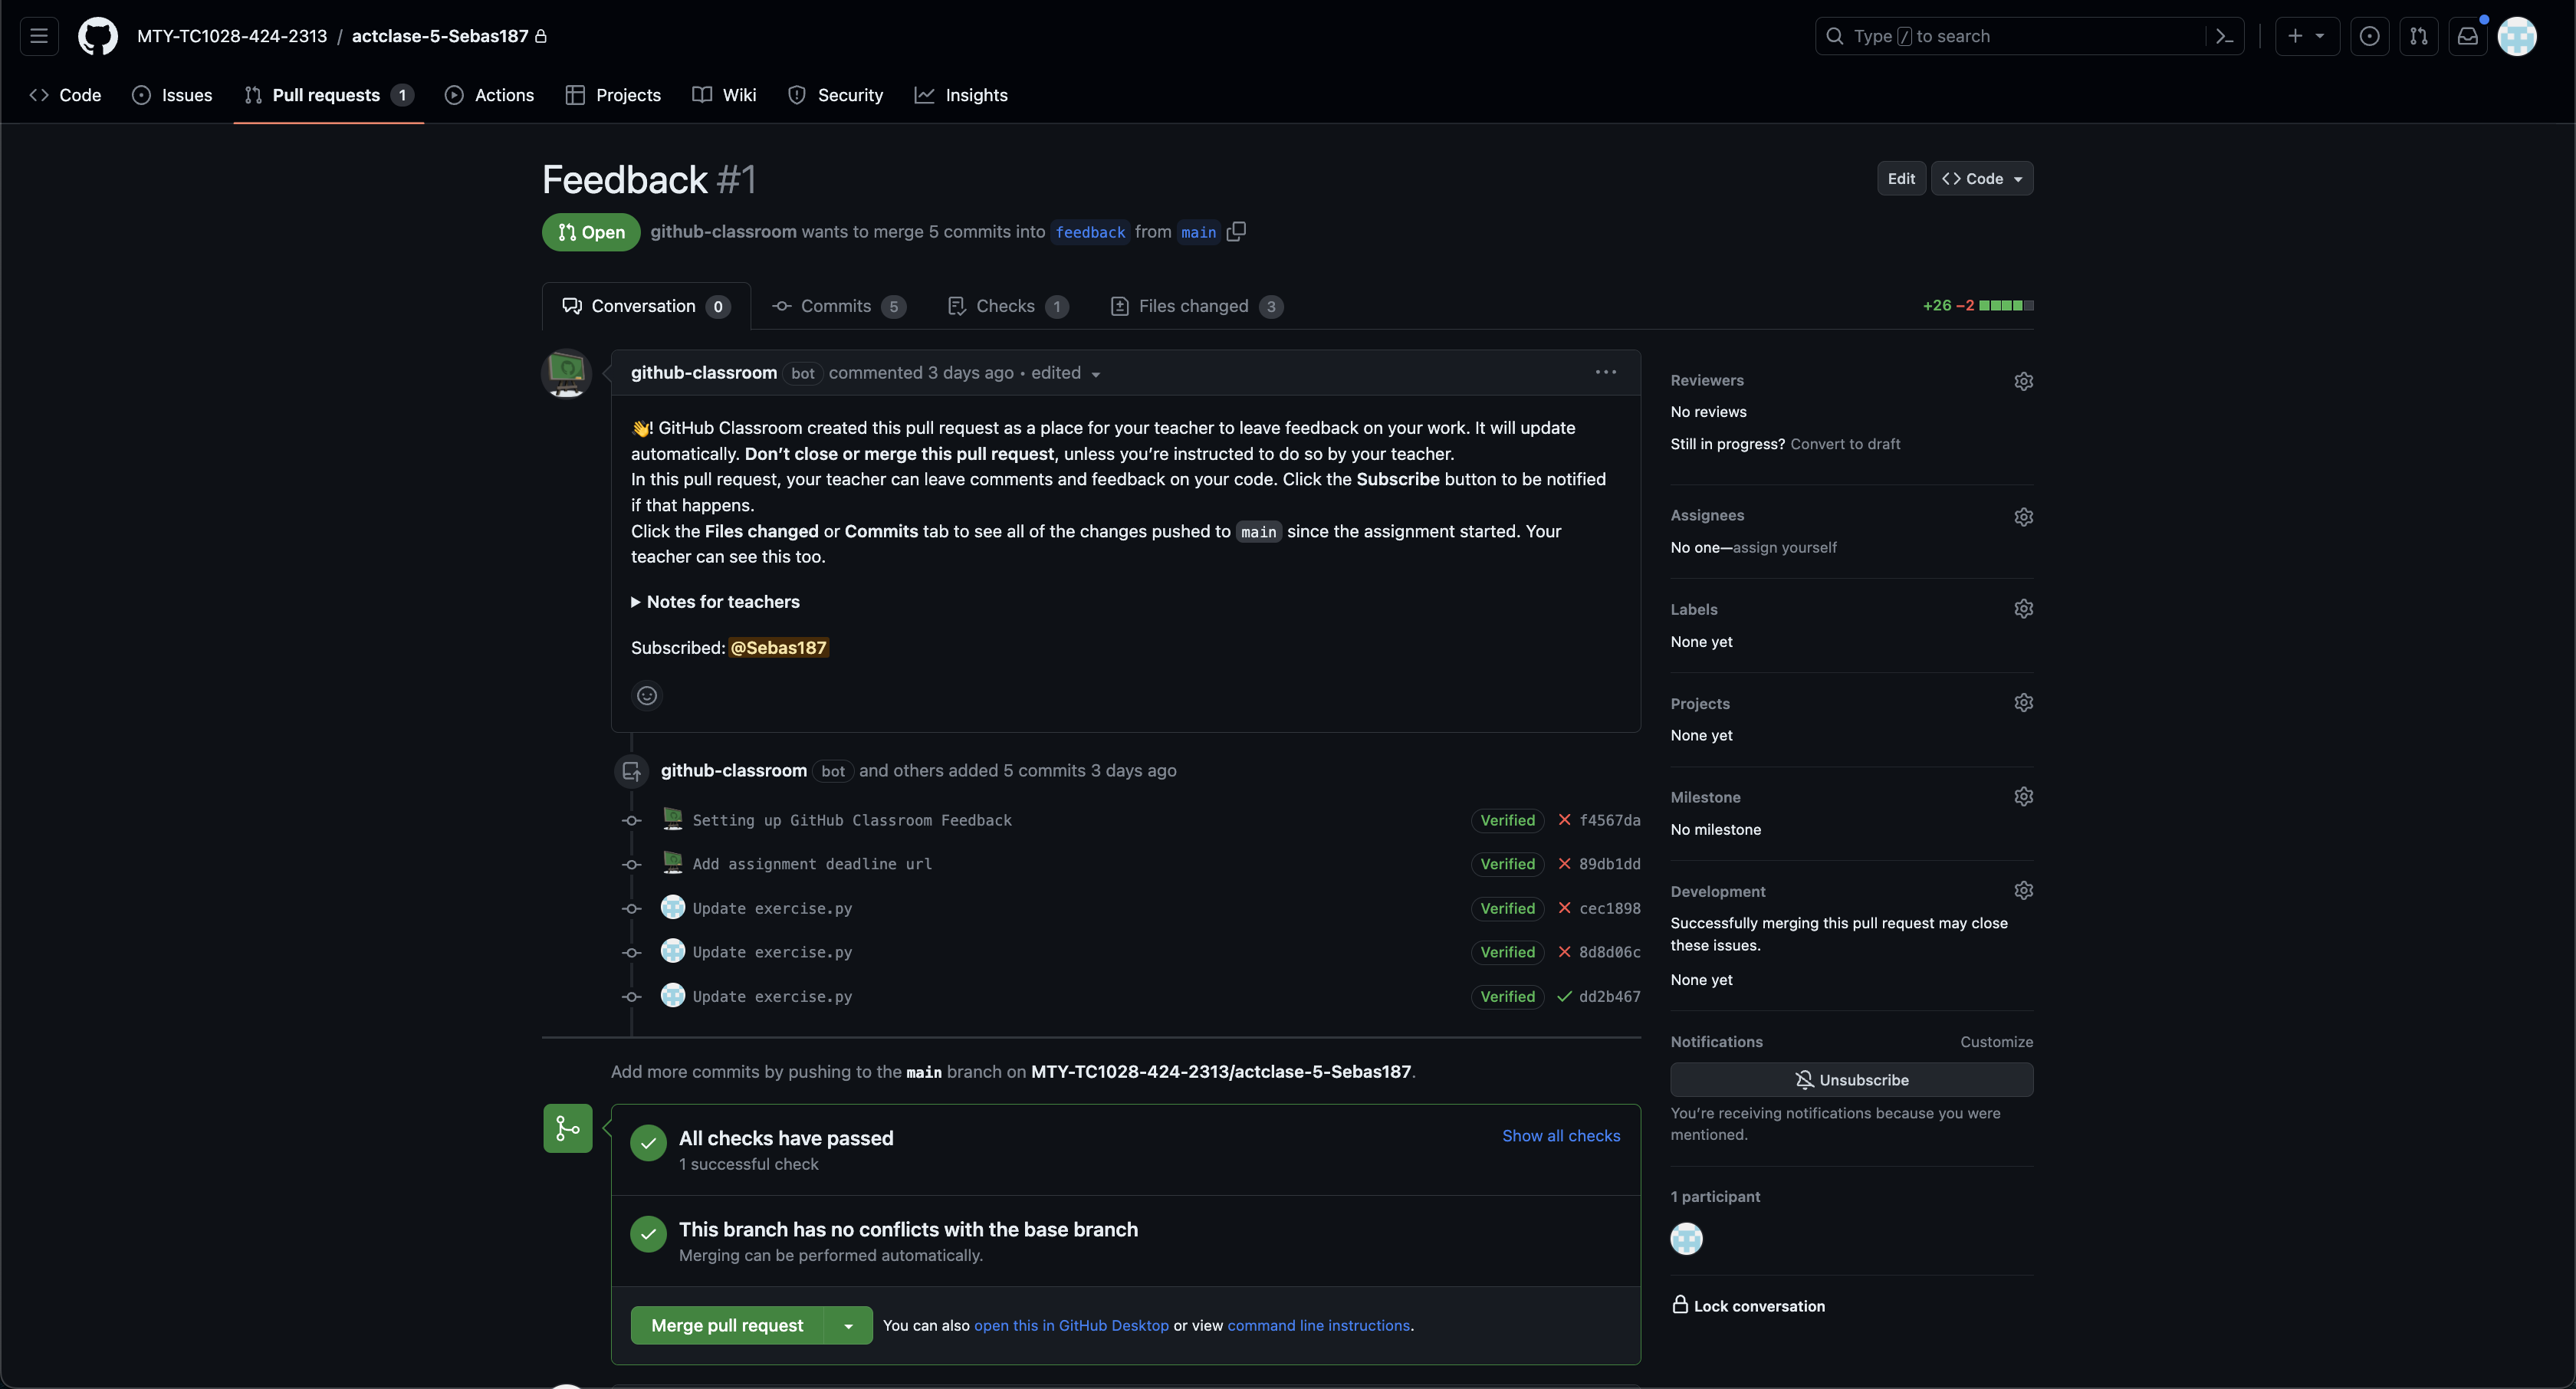 MTY-TC1028-424-2313 / actclase-5-Sebas187
Type / to search
Code Issues Pull requests 1 Actions Projects Wiki Security Insights
Feedback #1
Edit Code
Open github-classroom wants to merge 5 commits into feedback from main
Conversation 0 Commits 5 Checks 1 Files changed 3
+26 −2
github-classroom bot commented 3 days ago • edited
👋! GitHub Classroom created this pull request as a place for your teacher to leave feedback on your work. It will update
automatically. Don’t close or merge this pull request, unless you’re instructed to do so by your teacher.
In this pull request, your teacher can leave comments and feedback on your code. Click the Subscribe button to be notified
if that happens.
Click the Files changed or Commits tab to see all of the changes pushed to main since the assignment started. Your
teacher can see this too.
Notes for teachers
Subscribed: @Sebas187
github-classroom bot and others added 5 commits 3 days ago
Setting up GitHub Classroom Feedback Verified f4567da
Add assignment deadline url Verified 89db1dd
Update exercise.py Verified cec1898
Update exercise.py Verified 8d8d06c
Update exercise.py Verified dd2b467
Add more commits by pushing to the main branch on MTY-TC1028-424-2313/actclase-5-Sebas187.
All checks have passed
Show all checks
1 successful check
This branch has no conflicts with the base branch
Merging can be performed automatically.
Merge pull request You can also open this in GitHub Desktop or view command line instructions.
Reviewers
No reviews
Still in progress? Convert to draft
Assignees
No one—assign yourself
Labels
None yet
Projects
None yet
Milestone
No milestone
Development
Successfully merging this pull request may close
these issues.
None yet
Notifications Customize
Unsubscribe
You’re receiving notifications because you were
mentioned.
1 participant
Lock conversation